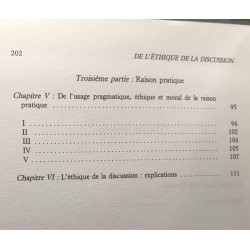 202
DE L'ÉTHIQUE DE LA DISCUSSION
Troisième partie : Raison pratique
Chapitre V : De l'usage pragmatique, éthique et moral de la raison
pratique 95
I 96
II 102
III 104
IV 105
V 107
Chapitre VI : L'éthique de la discussion : explications 111